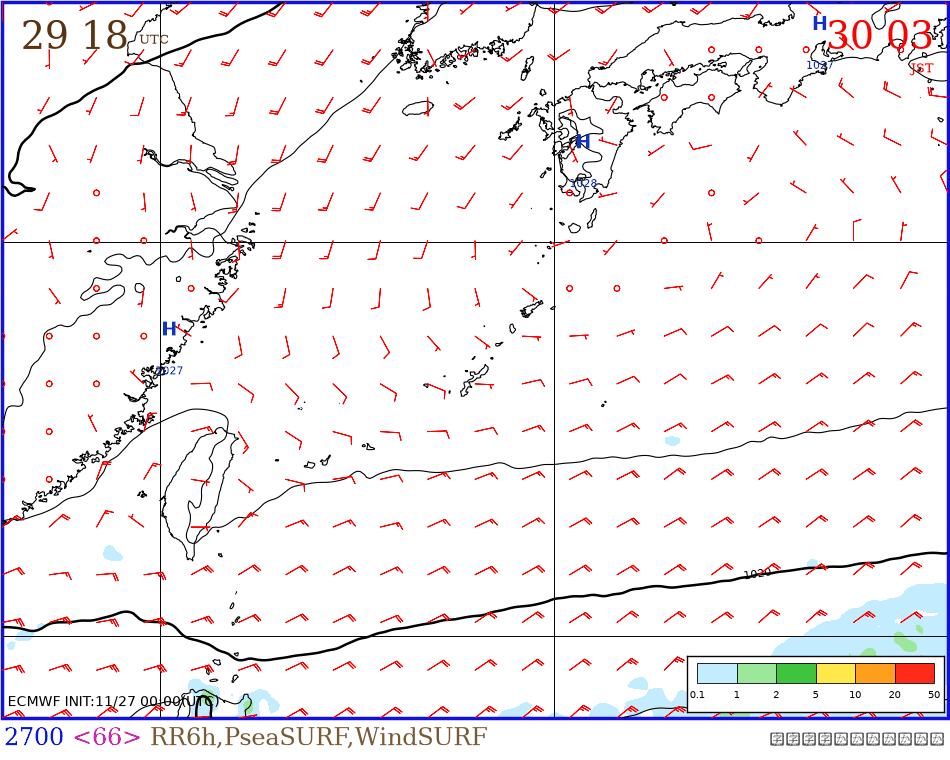 29 18 UTC
H
30 03
1027
JST
H
1028
H
1027
1020
0.1 1 2 5 10 20 50
ECMWF INIT:11/27 00:00(UTC)
2700 <66> RR6h,PseaSURF,WindSURF